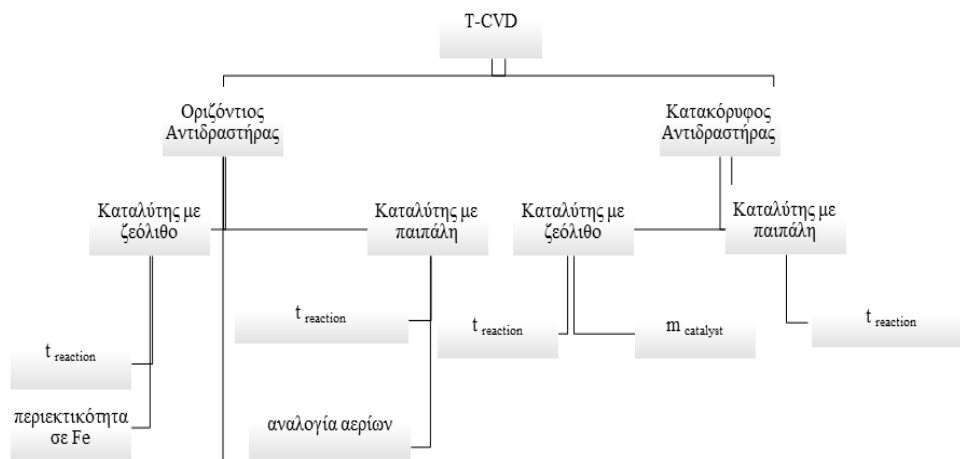 T-CVD
Οριζόντιος
Αντιδραστήρας
Κατακόρυφος
Αντιδραστήρας
Καταλύτης με
ζεόλιθο
Καταλύτης με
παιπάλη
Καταλύτης με
ζεόλιθο
Καταλύτης με
παιπάλη
t reaction
t reaction
t reaction
m catalyst
t reaction
περιεκτικότητα
σε Fe
αναλογία αερίων